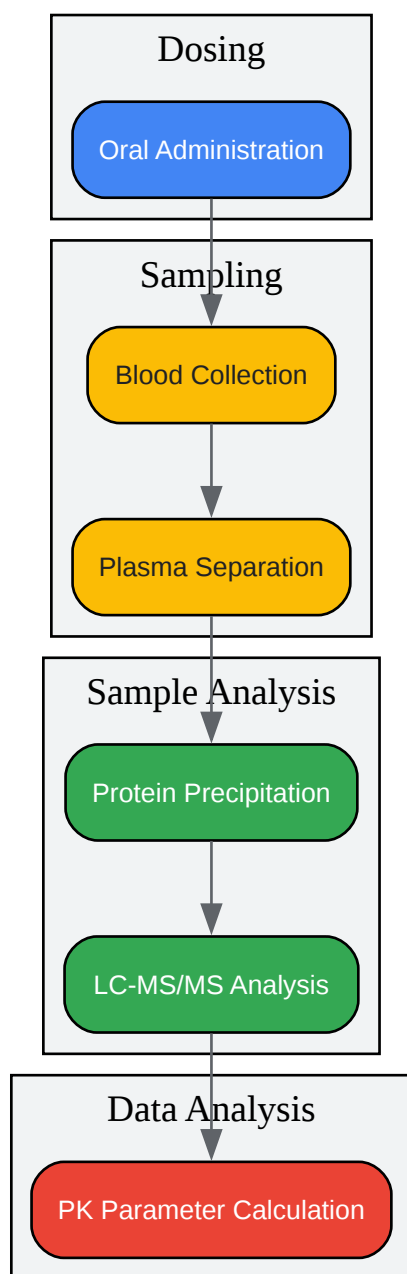 Dosing
Oral Administration
Sampling
Blood Collection
Plasma Separation
Sample Analysis
Protein Precipitation
LC-MS/MS Analysis
Data Analysis
PK Parameter Calculation